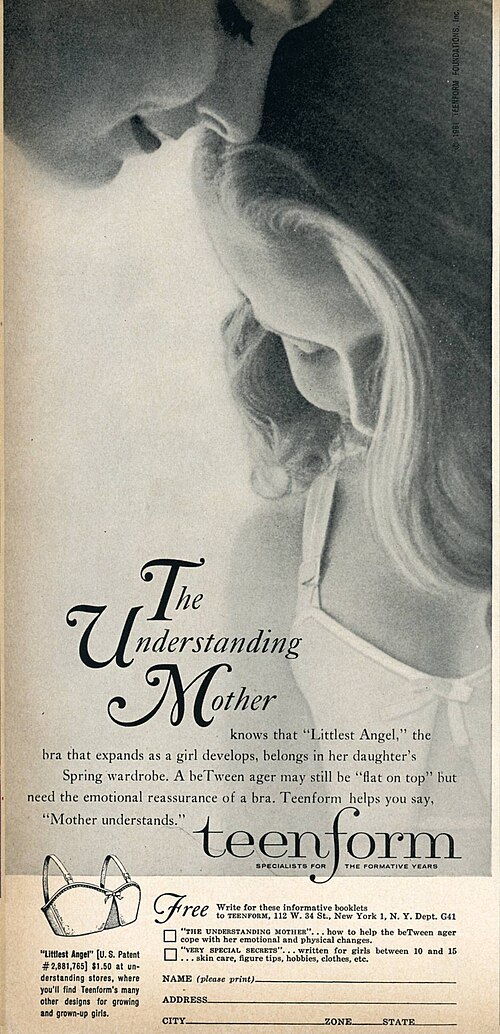 © 1961 TEENFORM FOUNDATIONS, Inc.
The
Understanding
Mother
knows that “Littlest Angel,” the
bra that expands as a girl develops, belongs in her daughter’s
Spring wardrobe. A beTween ager may still be “flat on top” but
need the emotional reassurance of a bra. Teenform helps you say,
“Mother understands.”
teenform
SPECIALISTS FOR THE FORMATIVE YEARS
Free Write for these informative booklets
to TEENFORM, 112 W. 34 St., New York 1, N. Y. Dept. G41
"THE UNDERSTANDING MOTHER"... how to help the beTween ager
cope with her emotional and physical changes.
"VERY SPECIAL SECRETS"... written for girls between 10 and 15
... skin care, figure tips, hobbies, clothes, etc.
"Littlest Angel" [U. S. Patent
#2,881,765] $1.50 at un-
derstanding stores, where
you'll find Teenform's many
other designs for growing
and grown-up girls.
NAME (please print)
ADDRESS
CITY ZONE STATE